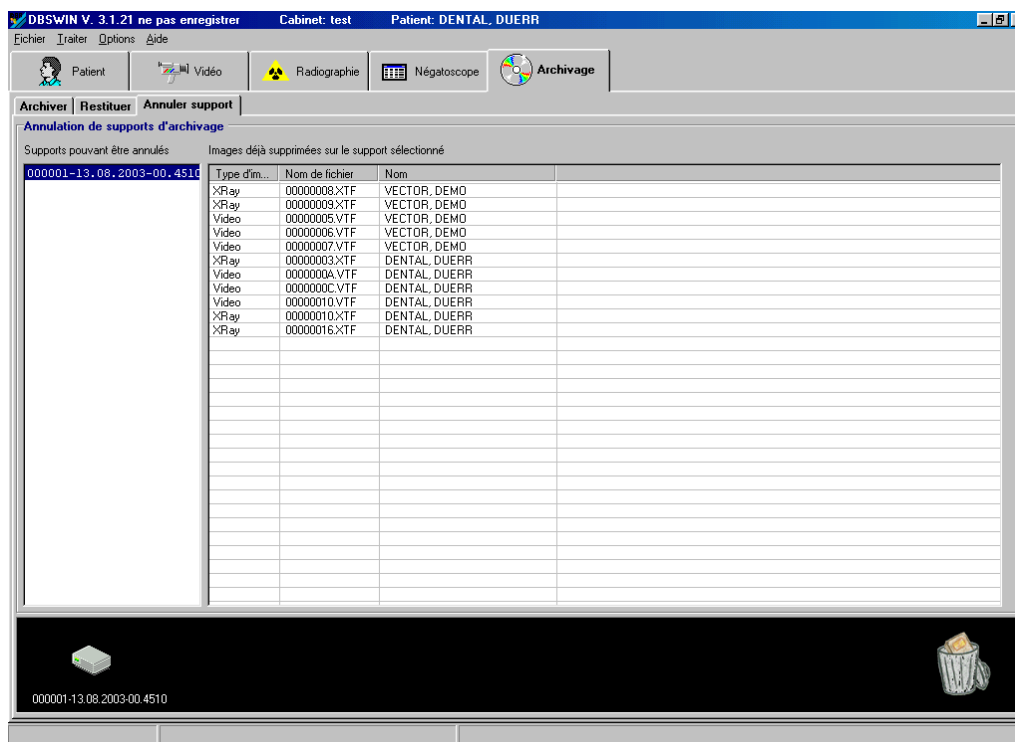 DBSWIN V. 3.1.21 ne pas enregistrer Cabinet: test Patient: DENTAL, DUERR
Fichier Traiter Options Aide
Patient Vidéo Radiographie Négatoscope Archivage
Archiver Restituer Annuler support
Annulation de supports d'archivage
Supports pouvant être annulés Images déjà supprimées sur le support sélectionné
000001-13.08.2003-00.4510 Type d'im... Nom de fichier Nom
XRay 00000008.XTF VECTOR, DEMO
XRay 00000009.XTF VECTOR, DEMO
Video 00000005.VTF VECTOR, DEMO
Video 00000006.VTF VECTOR, DEMO
Video 00000007.VTF VECTOR, DEMO
XRay 00000003.XTF DENTAL, DUERR
Video 0000000A.VTF DENTAL, DUERR
Video 0000000C.VTF DENTAL, DUERR
Video 00000010.VTF DENTAL, DUERR
XRay 00000010.XTF DENTAL, DUERR
XRay 00000016.XTF DENTAL, DUERR
000001-13.08.2003-00.4510